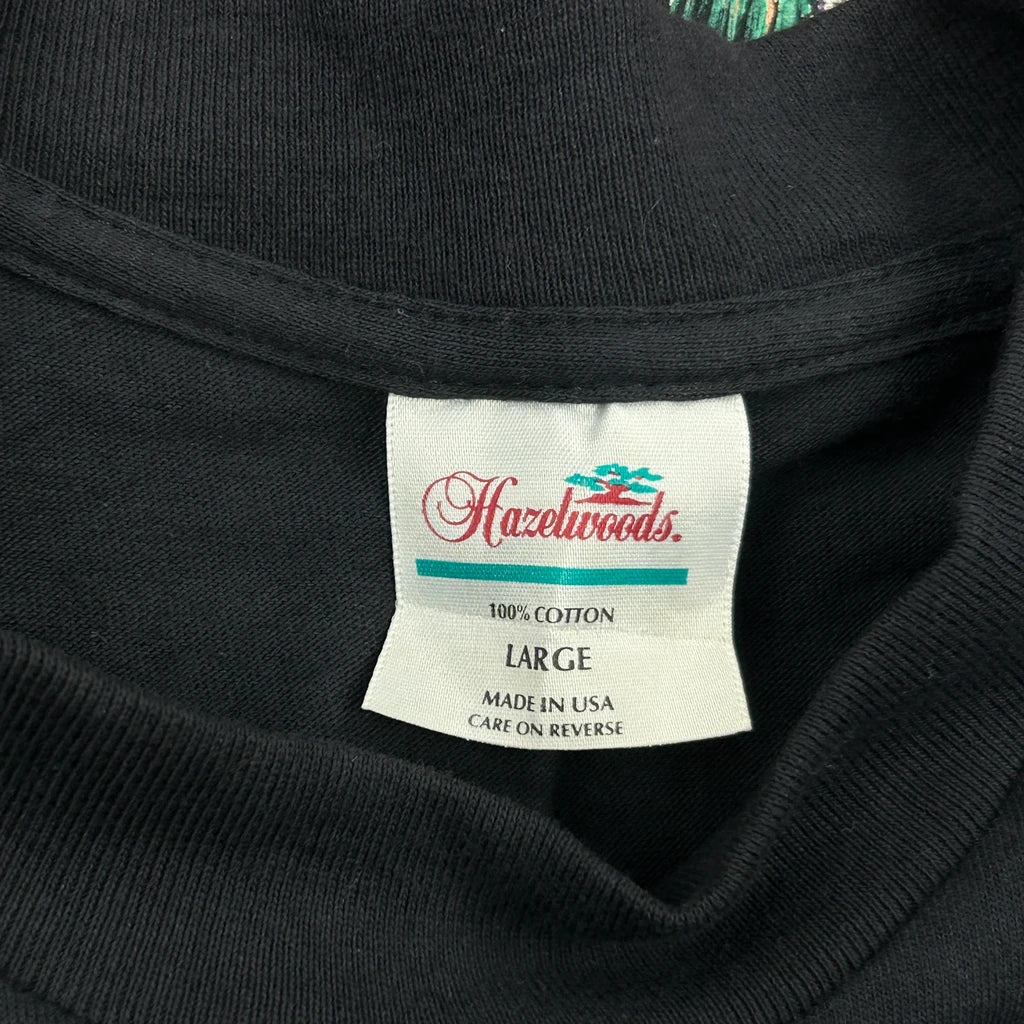 Hazelwoods.
100% COTTON
LARGE
MADE IN USA
CARE ON REVERSE